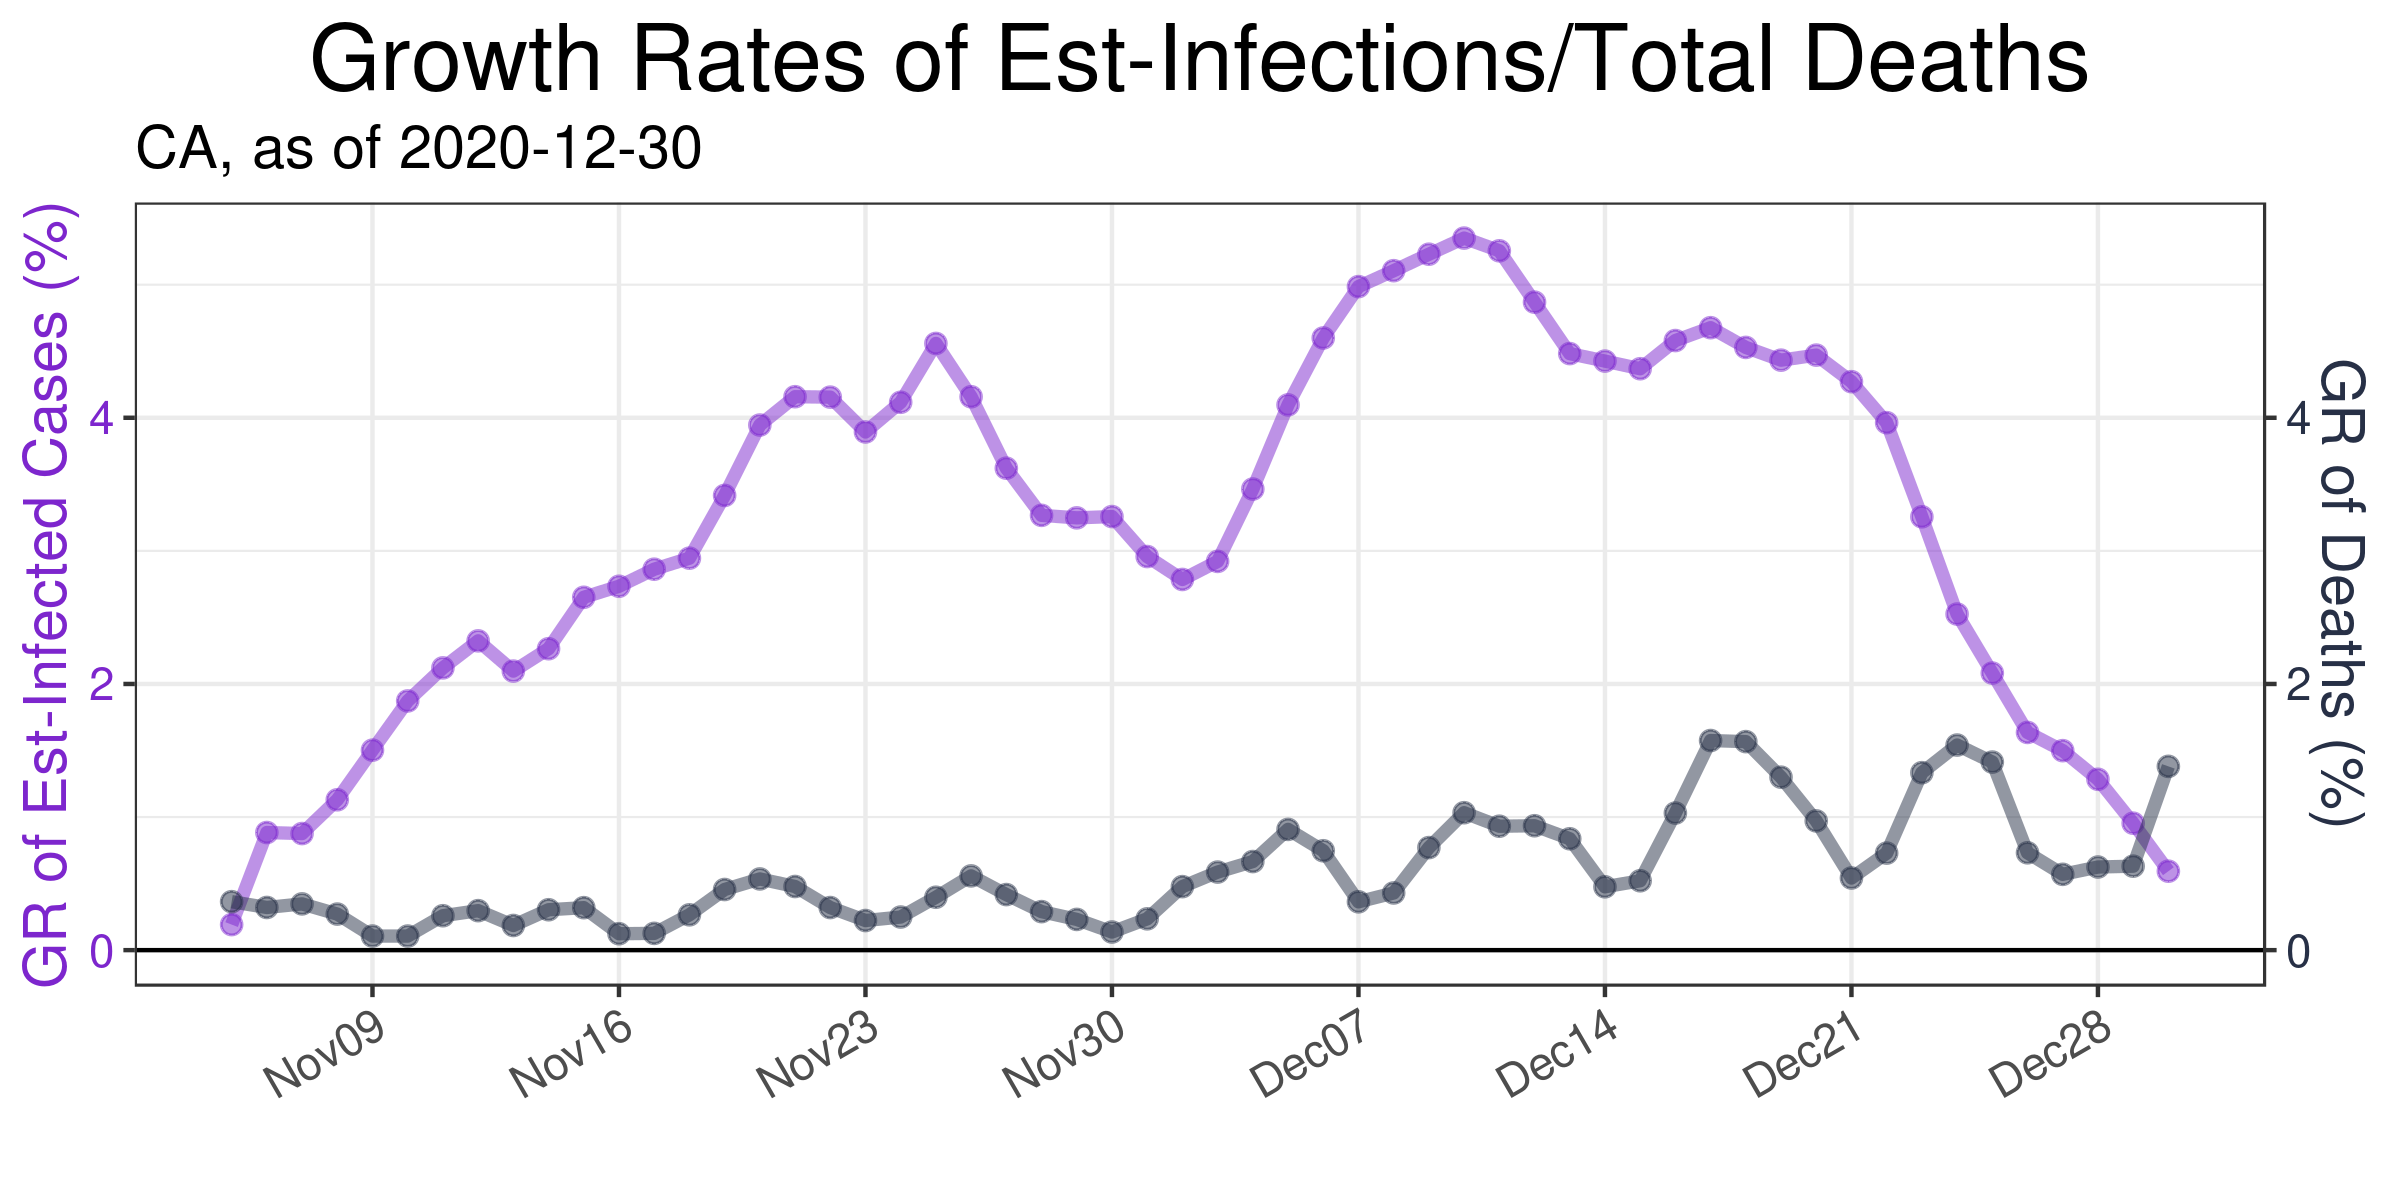 Growth Rates of Est-Infections/Total Deaths
CA, as of 2020-12-30
GR of Est-Infected Cases (%)
4
2
0
4
2
0
GR of Deaths (%)
Nov09
Nov16
Nov23
Nov30
Dec07
Dec14
Dec21
Dec28